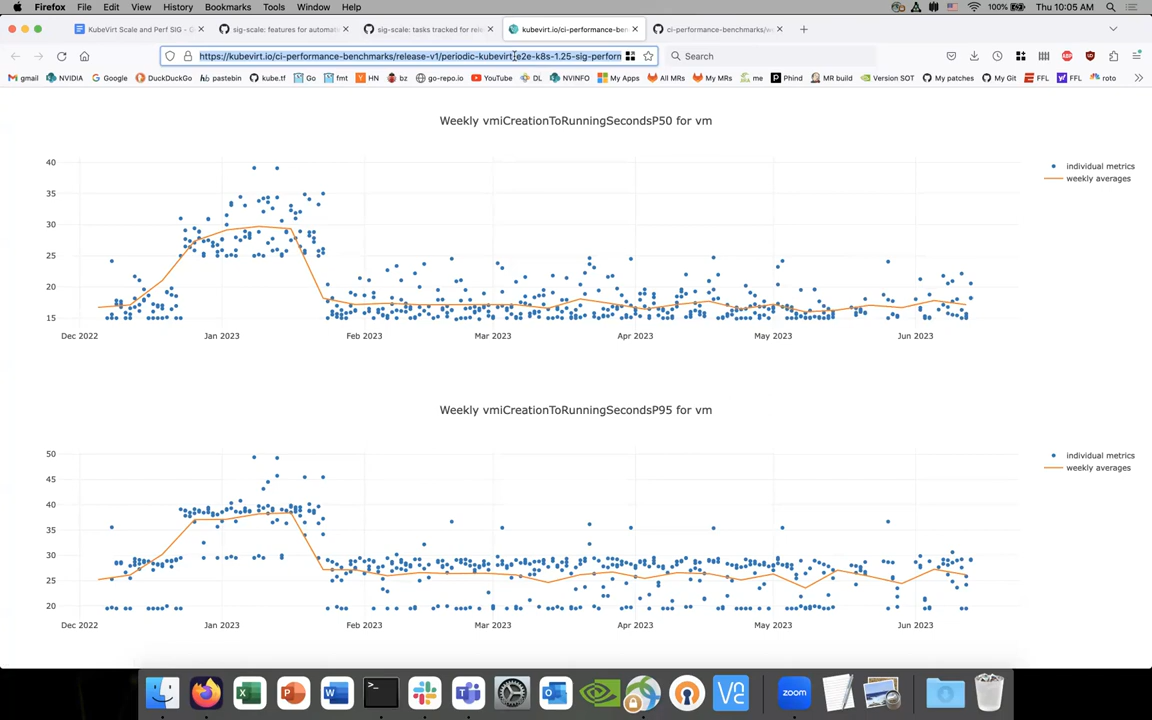 Firefox File Edit View History Bookmarks Tools Window Help 100% Thu 10:05 AM
KubeVirt Scale and Perf SIG - sig-scale: features for automat sig-scale: tasks tracked for rele kubevirt.io/ci-performance-ben ci-performance-benchmarks/w
https://kubevirt.io/ci-performance-benchmarks/release-v1/periodic-kubevirt-e2e-k8s-1.25-sig-perforn Search
gmail NVIDIA Google DuckDuckGo pastebin kube.tf Go fmt HN bz go-repo.io YouTube DL NVINFO My Apps All MRs My MRs me Phind MR build Version SOT My patches My Git FFL FFL roto
Weekly vmiCreationToRunningSecondsP50 for vm
40
35
30
25
20
15
Dec 2022 Jan 2023 Feb 2023 Mar 2023 Apr 2023 May 2023 Jun 2023
individual metrics
weekly averages
Weekly vmiCreationToRunningSecondsP95 for vm
50
45
40
35
30
25
20
Dec 2022 Jan 2023 Feb 2023 Mar 2023 Apr 2023 May 2023 Jun 2023
individual metrics
weekly averages
zoom